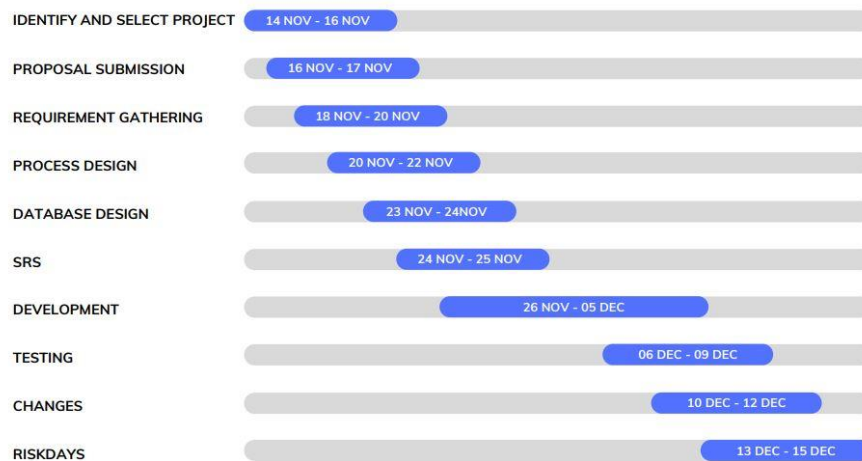 IDENTIFY AND SELECT PROJECT 14 NOV - 16 NOV
PROPOSAL SUBMISSION 16 NOV - 17 NOV
REQUIREMENT GATHERING 18 NOV - 20 NOV
PROCESS DESIGN 20 NOV - 22 NOV
DATABASE DESIGN 23 NOV - 24NOV
SRS 24 NOV - 25 NOV
DEVELOPMENT 26 NOV - 05 DEC
TESTING 06 DEC - 09 DEC
CHANGES 10 DEC - 12 DEC
RISKDAYS 13 DEC - 15 DEC